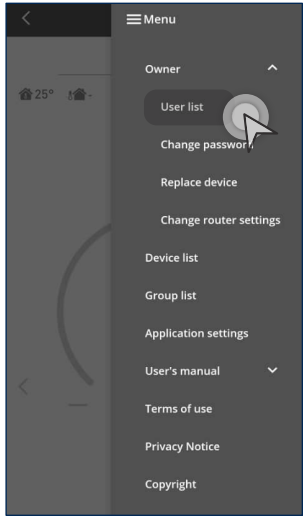 Menu
Owner
25° -
User list
Change password
Replace device
Change router settings
Device list
Group list
Application settings
User's manual
Terms of use
Privacy Notice
Copyright